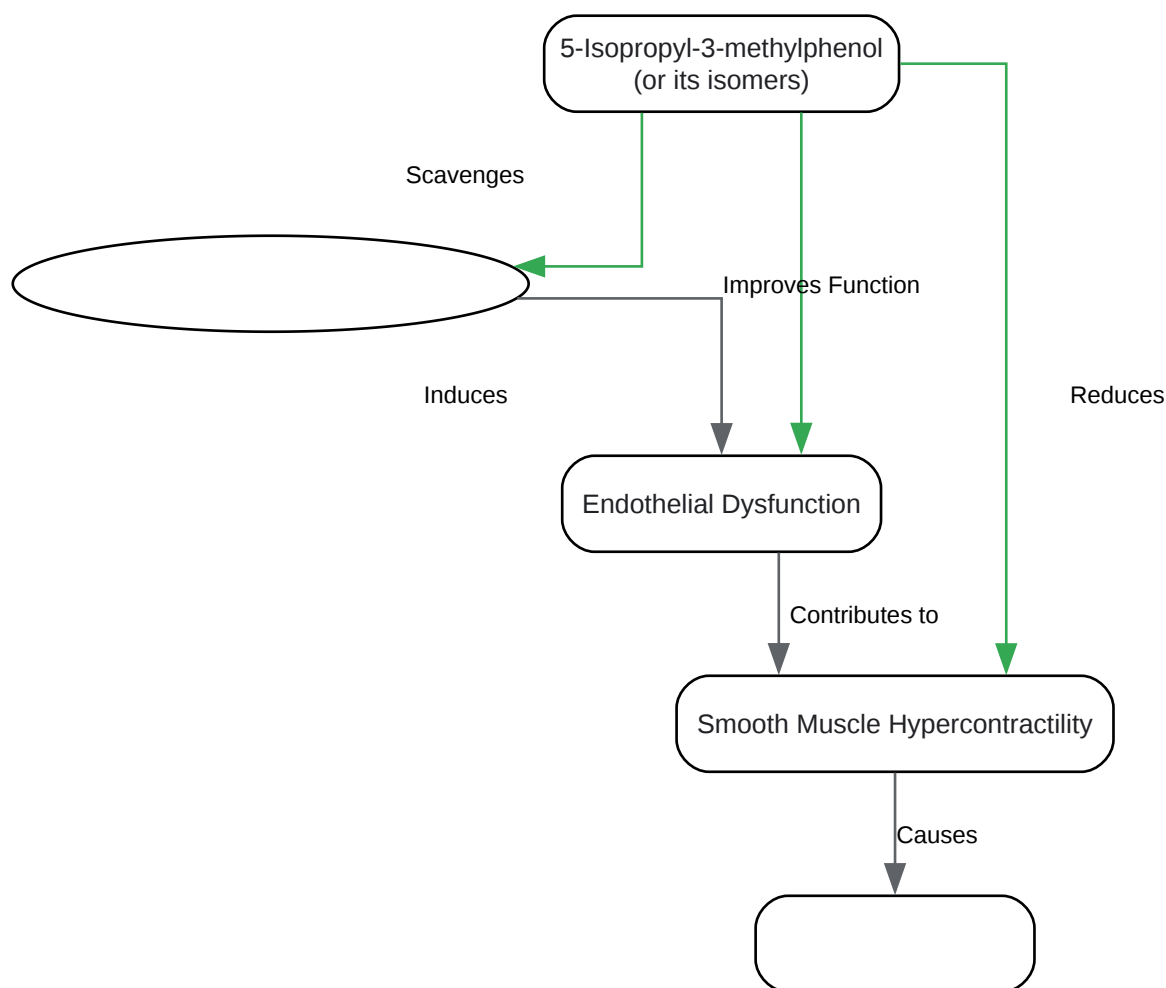 5-Isopropyl-3-methylphenol
(or its isomers)
Scavenges
Improves Function
Induces
Reduces
Endothelial Dysfunction
Contributes to
Smooth Muscle Hypercontractility
Causes